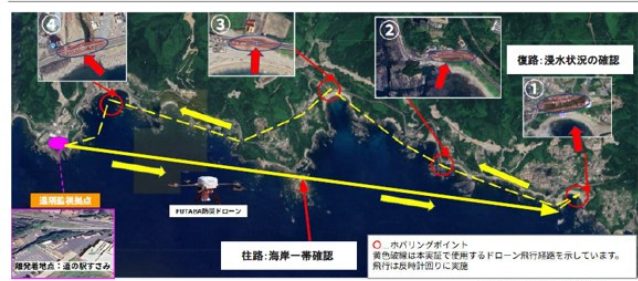 ④
③
②
復路:浸水状況の確認
①
遠隔監視拠点
FUTABA防災ドローン
離発着地点:道の駅すさみ
往路:海岸一帯確認
○…ホバリングポイント
黄色破線は本実証で使用するドローン飛行経路を示しています。
飛行は反時計回りに実施